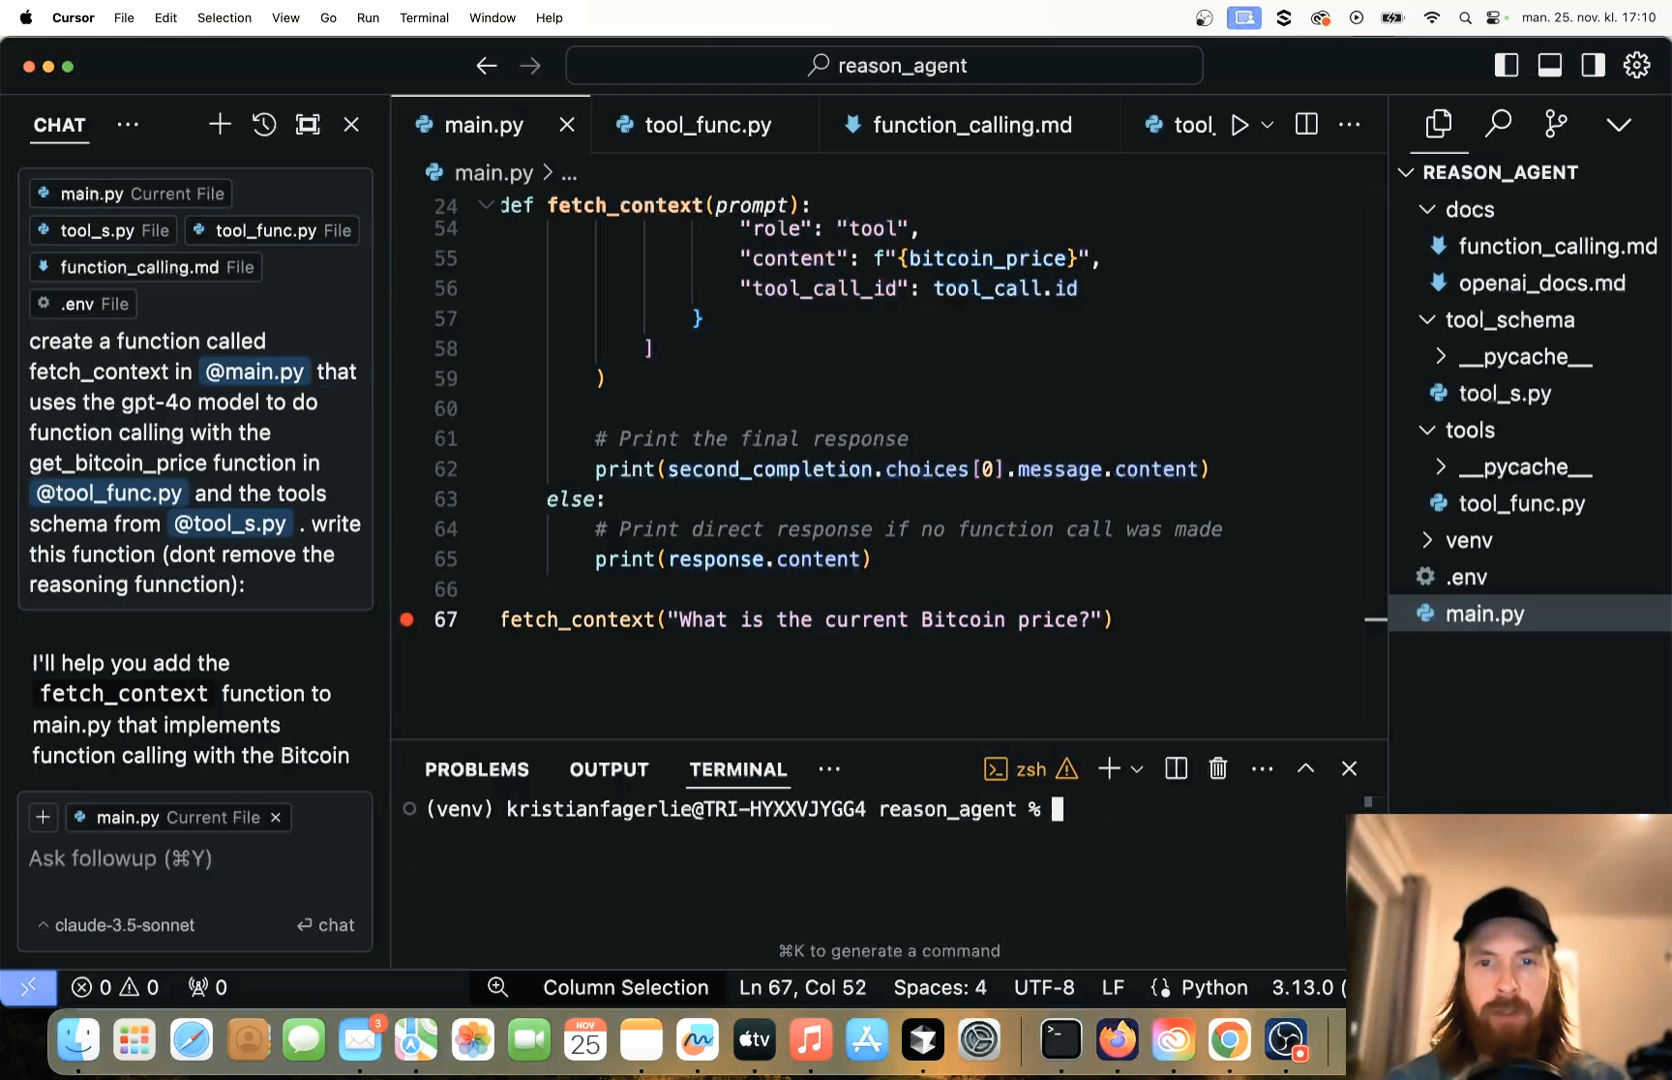 Cursor File Edit Selection View Go Run Terminal Window Help
man. 25. nov. kl. 17:10
reason_agent
CHAT
main.py
tool_func.py
function_calling.md
tool_
main.py Current File
tool_s.py File
tool_func.py File
function_calling.md File
.env File
create a function called
fetch_context in @main.py that
uses the gpt-4o model to do
function calling with the
get_bitcoin_price function in
@tool_func.py and the tools
schema from @tool_s.py . write
this function (dont remove the
reasoning funnction):
I'll help you add the
fetch_context function to
main.py that implements
function calling with the Bitcoin
main.py Current File
Ask followup (⌘Y)
claude-3.5-sonnet
chat
main.py > ...
24 def fetch_context(prompt):
54 "role": "tool",
55 "content": f"{bitcoin_price}",
56 "tool_call_id": tool_call.id
57 }
58 ]
59 )
60
61 # Print the final response
62 print(second_completion.choices[0].message.content)
63 else:
64 # Print direct response if no function call was made
65 print(response.content)
66
67 fetch_context("What is the current Bitcoin price?")
PROBLEMS OUTPUT TERMINAL
zsh
(venv) kristianfagerlie@TRI-HYXXVJYGG4 reason_agent %
⌘K to generate a command
REASON_AGENT
docs
function_calling.md
openai_docs.md
tool_schema
__pycache__
tool_s.py
tools
__pycache__
tool_func.py
venv
.env
main.py
0 0 0
Column Selection Ln 67, Col 52 Spaces: 4 UTF-8 LF Python 3.13.0 (
3
NOV
25
tv